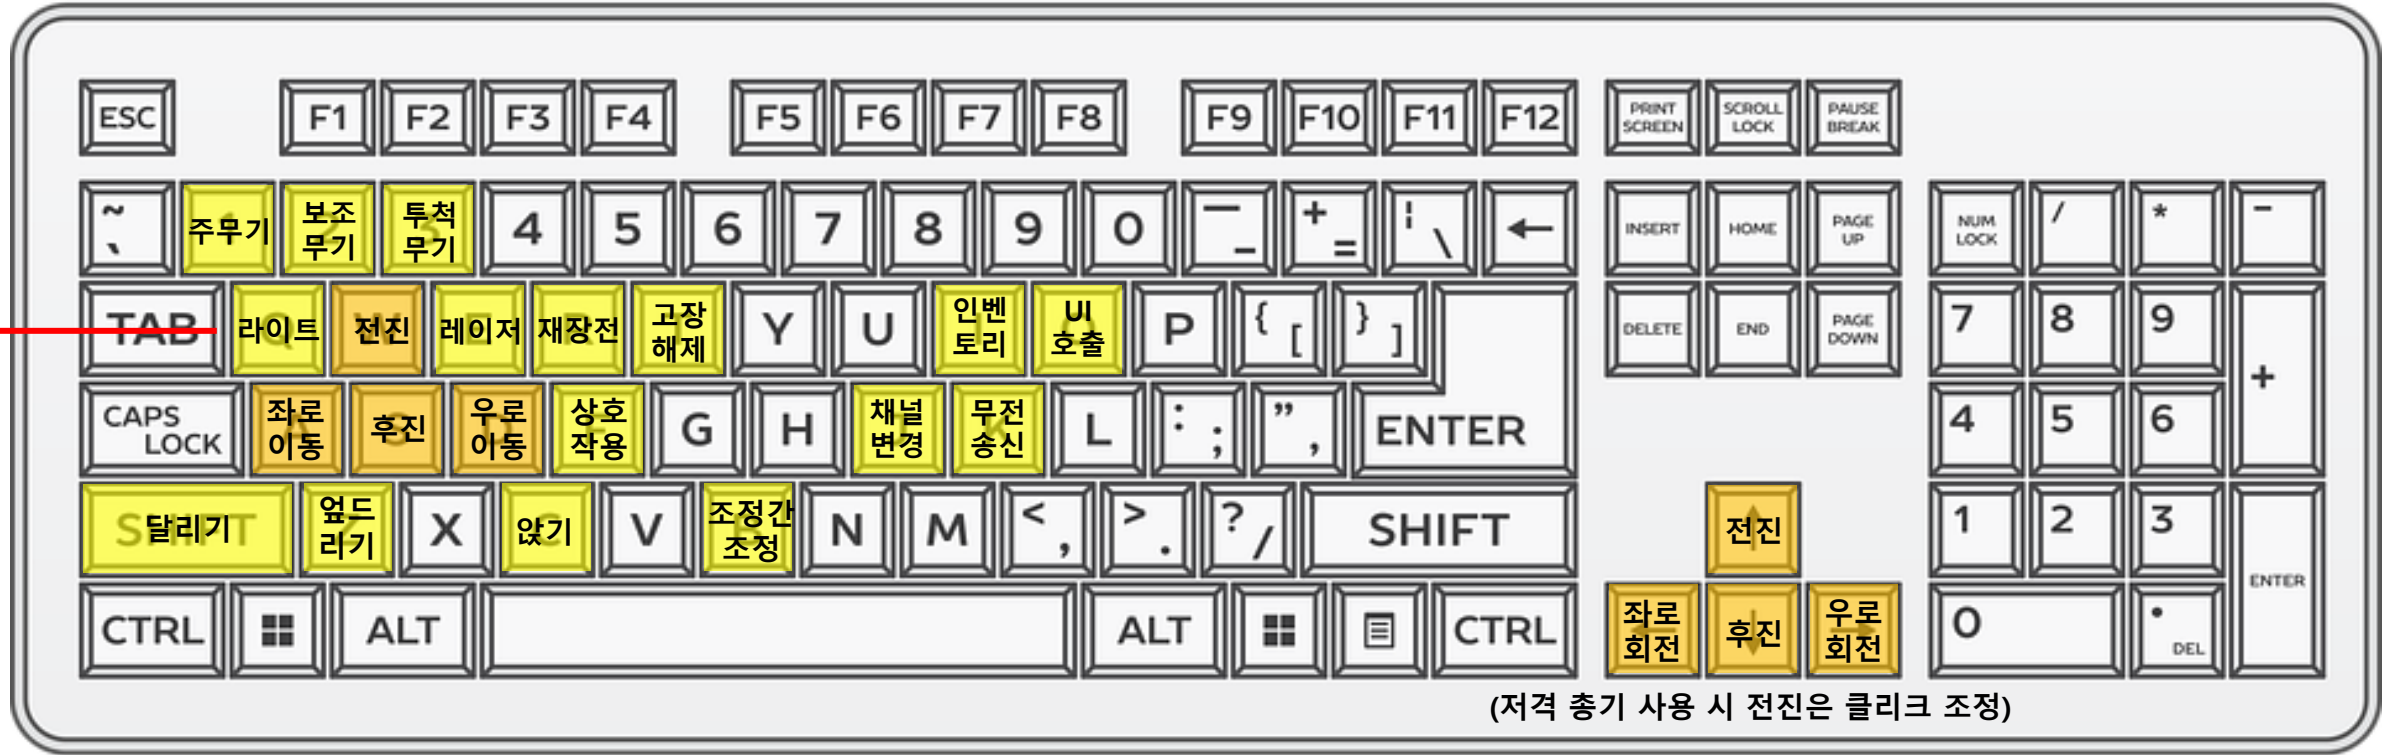 ESC F1 F2 F3 F4 F5 F6 F7 F8 F9 F10 F11 F12 PRINT SCREEN SCROLL LOCK PAUSE BREAK
~ ` 주무기 보조 무기 투척 무기 4 5 6 7 8 9 0 — - + = ¦ \ ← INSERT HOME PAGE UP NUM LOCK / * -
TAB 라이트 전진 레이저 재장전 고장 해제 Y U 인벤 토리 UI 호출 P { [ } ] DELETE END PAGE DOWN 7 8 9 +
CAPS LOCK 좌로 이동 후진 우로 이동 상호 작용 G H 채널 변경 무전 송신 L : ; " , ENTER 4 5 6
SHIFT 달리기 엎드 리기 X 앉기 V 조정간 조정 N M < , > . ? / SHIFT 전진 1 2 3 ENTER
CTRL ALT ALT CTRL 좌로 회전 후진 우로 회전 0 . DEL
(저격 총기 사용 시 전진은 클리크 조정)